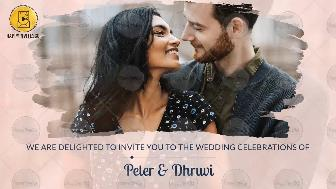 WE ARE DELIGHTED TO INVITE YOU TO THE WEDDING CELEBRATIONS OF
Peter & Dhruwi